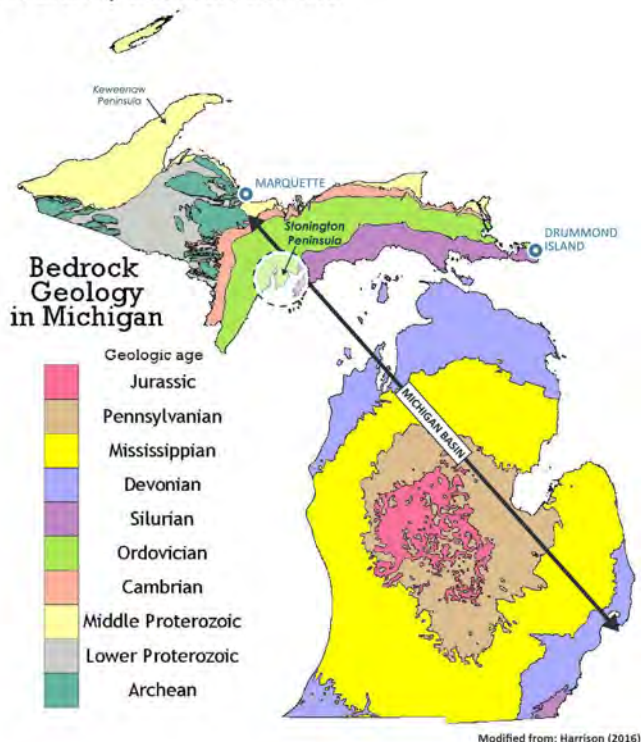 Keweenaw
Peninsula
MARQUETTE
Stonington
Peninsula
DRUMMOND
ISLAND
Bedrock
Geology
in Michigan
MICHIGAN BASIN
Geologic age
Jurassic
Pennsylvanian
Mississippian
Devonian
Silurian
Ordovician
Cambrian
Middle Proterozoic
Lower Proterozoic
Archean
Modified from: Harrison (2016)